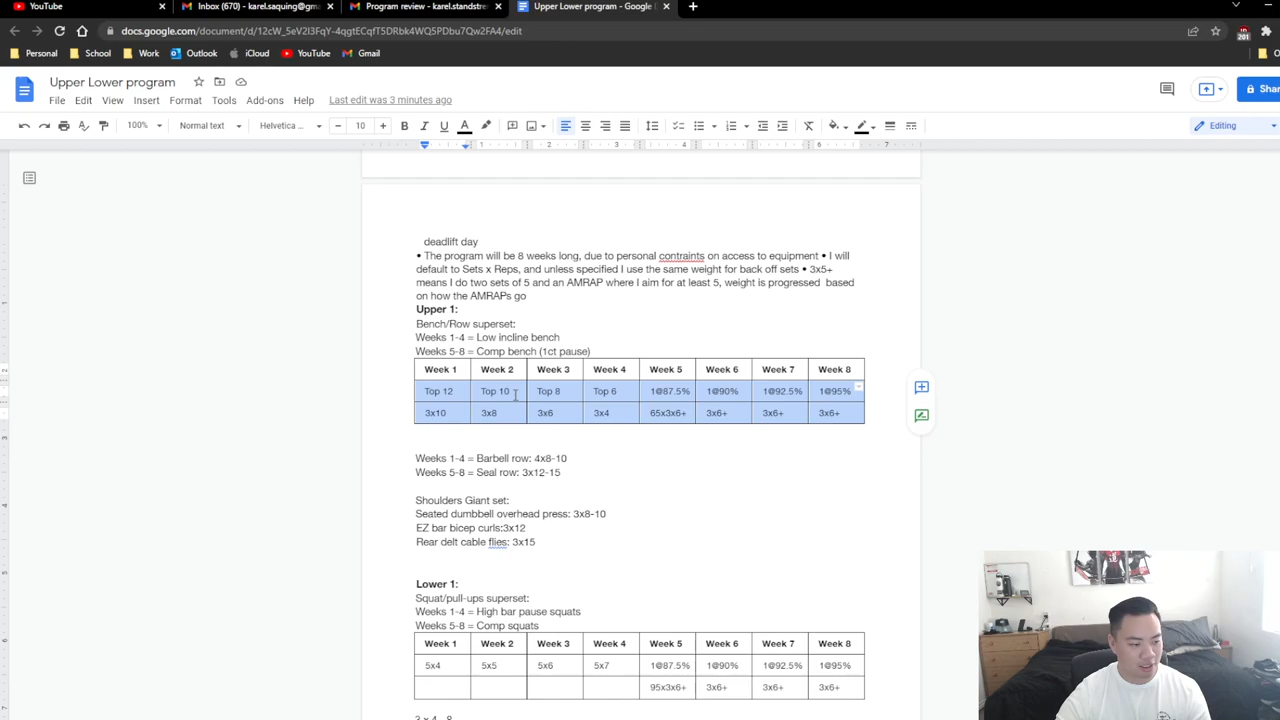 YouTube
Inbox (670) - karel.saquing@gm
Program review - karel.standstre
Upper Lower program - Google
docs.google.com/document/d/12cW_5eV2I3FqY-4qgtECqfT5DRbk4WQ5PDbu7Qw2FA4/edit
201
Personal School Work Outlook iCloud YouTube Gmail
Upper Lower program
File Edit View Insert Format Tools Add-ons Help Last edit was 3 minutes ago
Shar
100% Normal text Helvetica ... 10 Editing
1 2 3 4 5 6 7
deadlift day
• The program will be 8 weeks long, due to personal contraints on access to equipment • I will
default to Sets x Reps, and unless specified I use the same weight for back off sets • 3x5+
means I do two sets of 5 and an AMRAP where I aim for at least 5, weight is progressed based
on how the AMRAPs go
Upper 1:
Bench/Row superset:
Weeks 1-4 = Low incline bench
Weeks 5-8 = Comp bench (1ct pause)
Week 1 Week 2 Week 3 Week 4 Week 5 Week 6 Week 7 Week 8
Top 12 Top 10 Top 8 Top 6 1@87.5% 1@90% 1@92.5% 1@95%
3x10 3x8 3x6 3x4 65x3x6+ 3x6+ 3x6+ 3x6+
Weeks 1-4 = Barbell row: 4x8-10
Weeks 5-8 = Seal row: 3x12-15
Shoulders Giant set:
Seated dumbbell overhead press: 3x8-10
EZ bar bicep curls:3x12
Rear delt cable flies: 3x15
Lower 1:
Squat/pull-ups superset:
Weeks 1-4 = High bar pause squats
Weeks 5-8 = Comp squats
Week 1 Week 2 Week 3 Week 4 Week 5 Week 6 Week 7 Week 8
5x4 5x5 5x6 5x7 1@87.5% 1@90% 1@92.5% 1@95%
95x3x6+ 3x6+ 3x6+ 3x6+